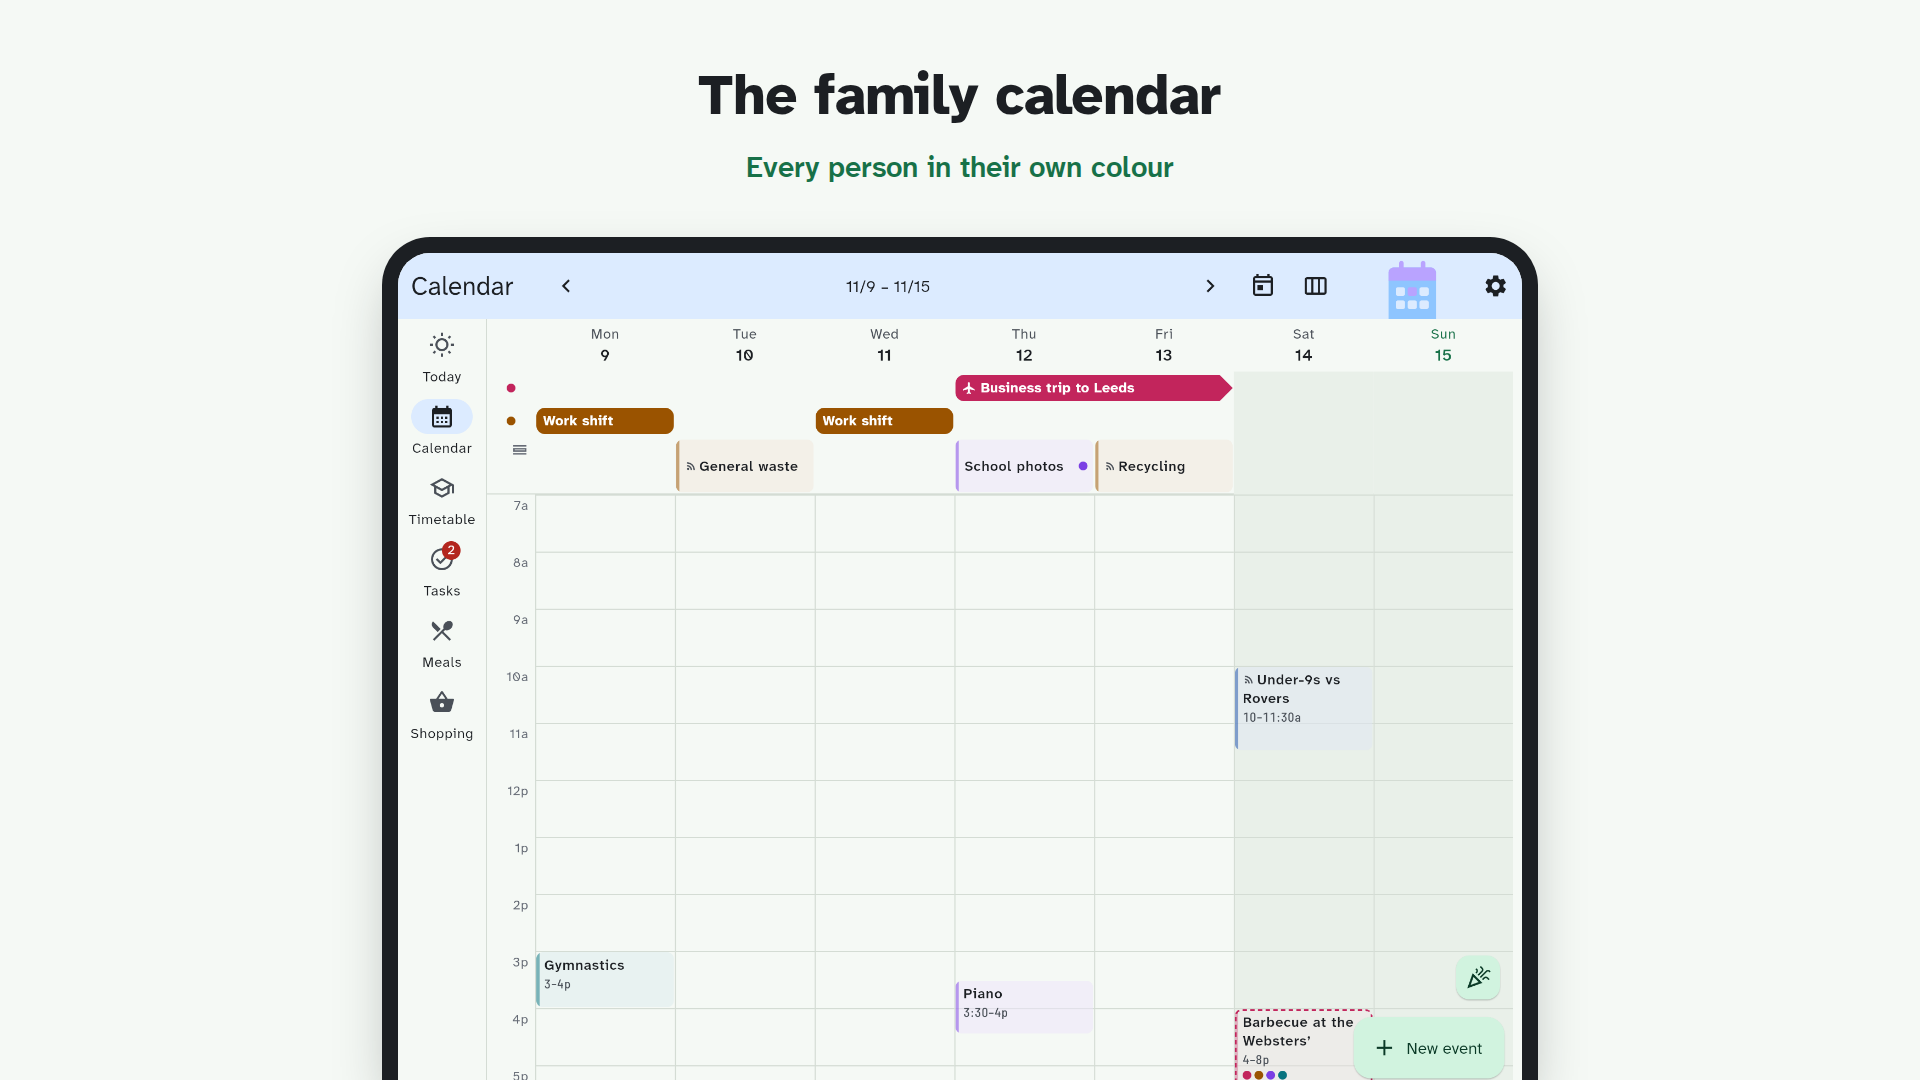 The family calendar
Every person in their own colour
Calendar
11/9 – 11/15
Mon
9
Tue
10
Wed
11
Thu
12
Fri
13
Sat
14
Sun
15
Today
Calendar
Timetable
2
Tasks
Meals
Shopping
Business trip to Leeds
Work shift
Work shift
General waste
School photos
Recycling
7a
8a
9a
10a
11a
12p
1p
2p
3p
4p
5p
Under-9s vs
Rovers
10–11:30a
Gymnastics
3–4p
Piano
3:30–4p
Barbecue at the
Websters’
4–8p
New event